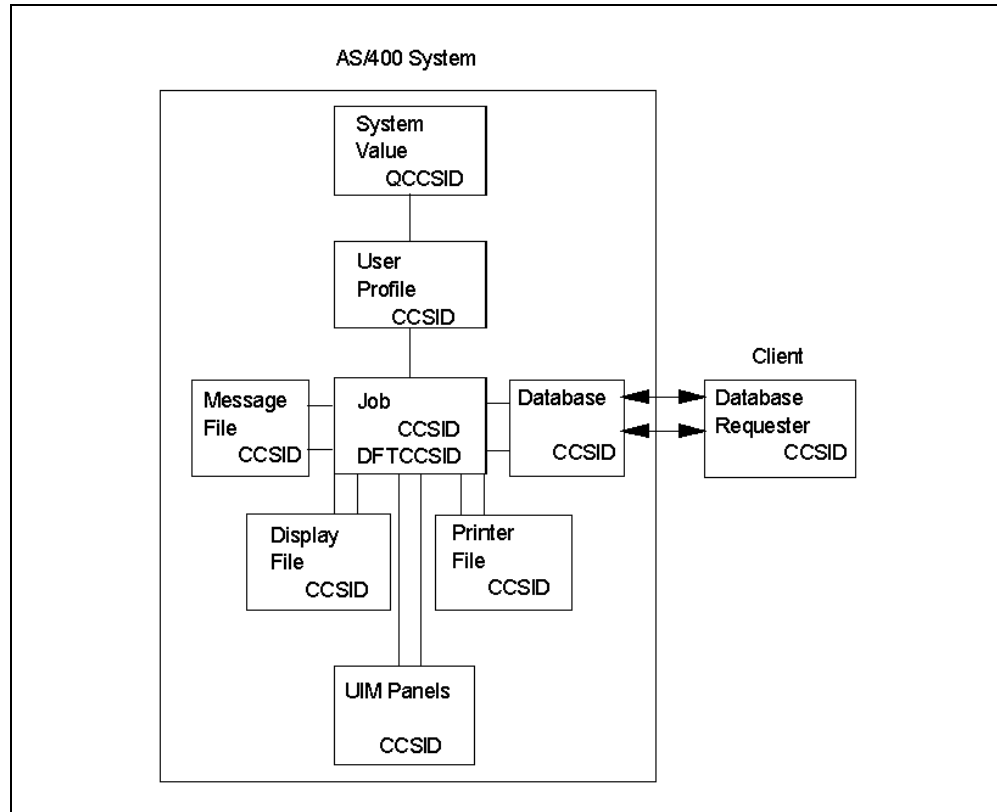 AS/400 System
System
Value
QCCSID
User
Profile
CCSID
Client
Message
File
CCSID
Job
CCSID
DFTCCSID
Database
CCSID
Database
Requester
CCSID
Display
File
CCSID
Printer
File
CCSID
UIM Panels
CCSID